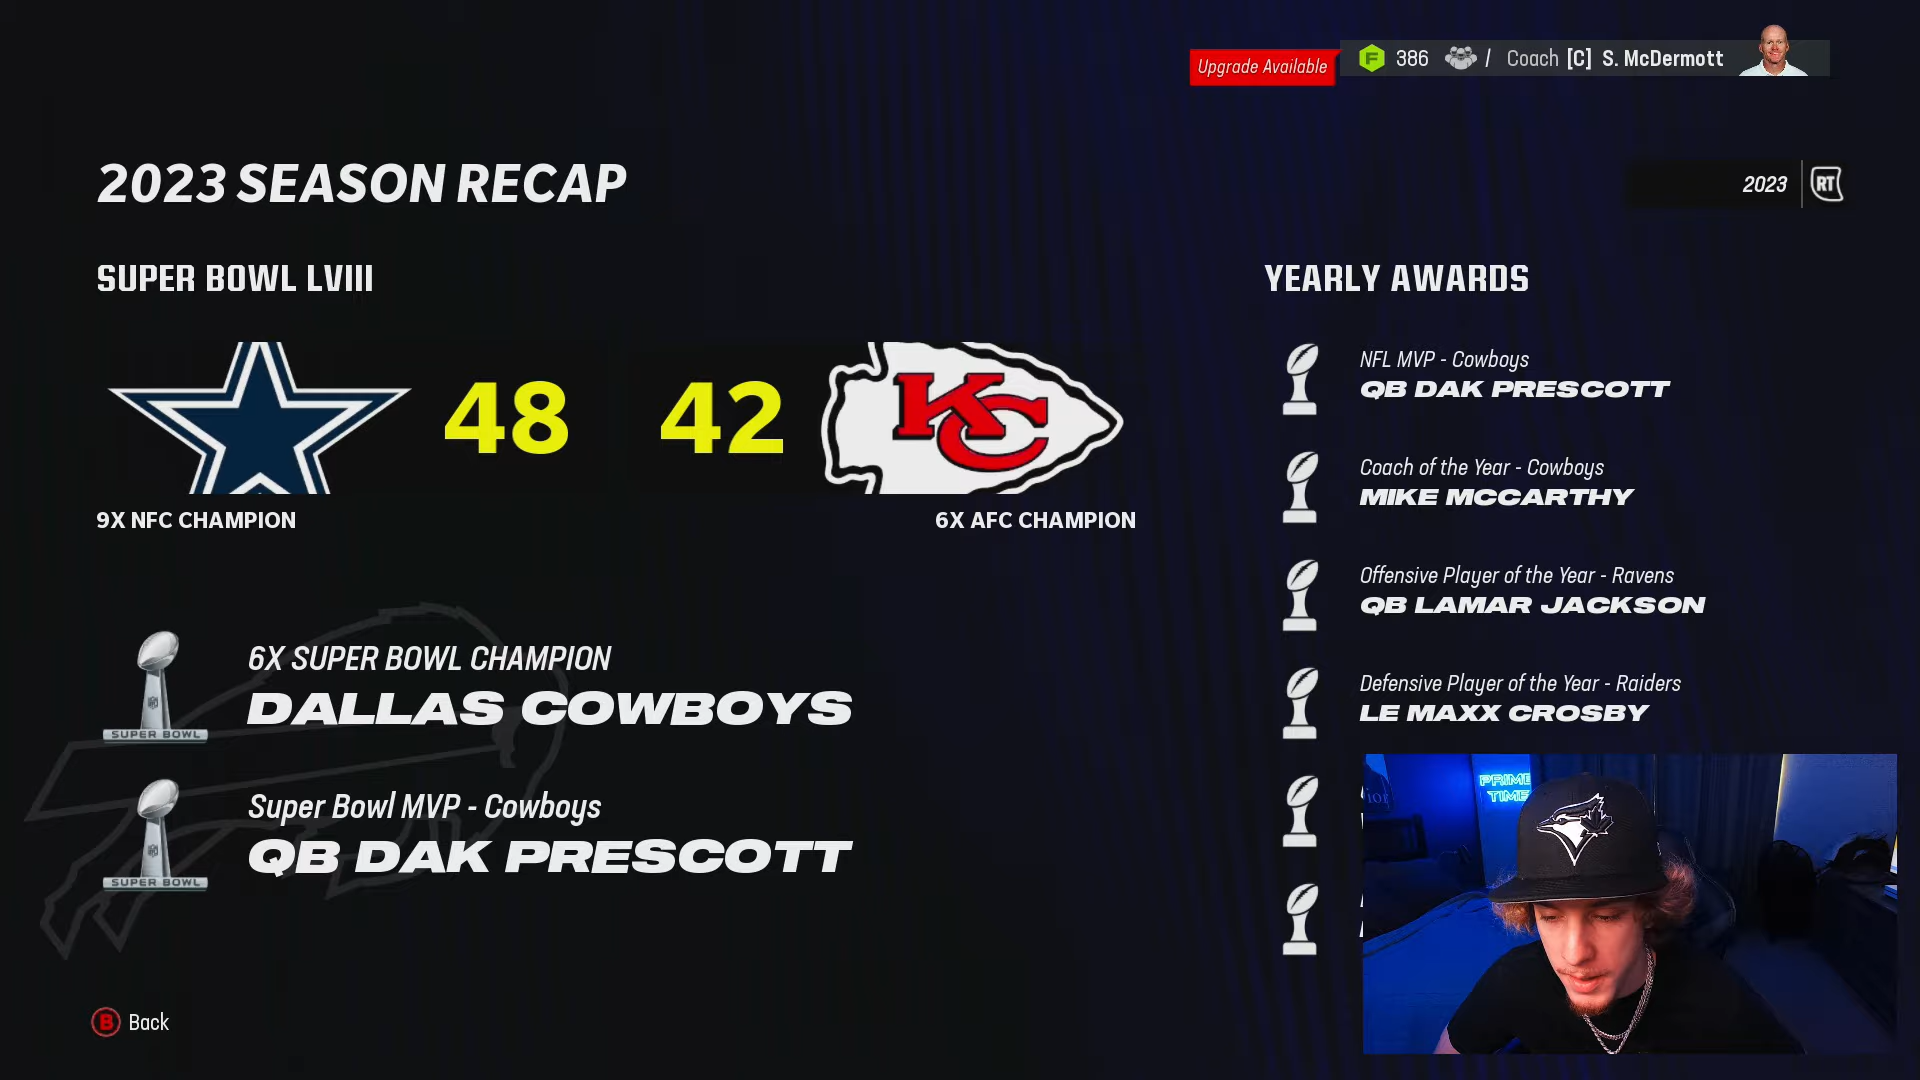 Upgrade Available
F 386 / Coach [C] S. McDermott
2023 SEASON RECAP
2023 RT
SUPER BOWL LVIII
48 42 KC
9X NFC CHAMPION
6X AFC CHAMPION
6X SUPER BOWL CHAMPION
DALLAS COWBOYS
SUPER BOWL
Super Bowl MVP - Cowboys
QB DAK PRESCOTT
SUPER BOWL
YEARLY AWARDS
NFL MVP - Cowboys
QB DAK PRESCOTT
Coach of the Year - Cowboys
MIKE MCCARTHY
Offensive Player of the Year - Ravens
QB LAMAR JACKSON
Defensive Player of the Year - Raiders
LE MAXX CROSBY
PRIME
TIME
B Back